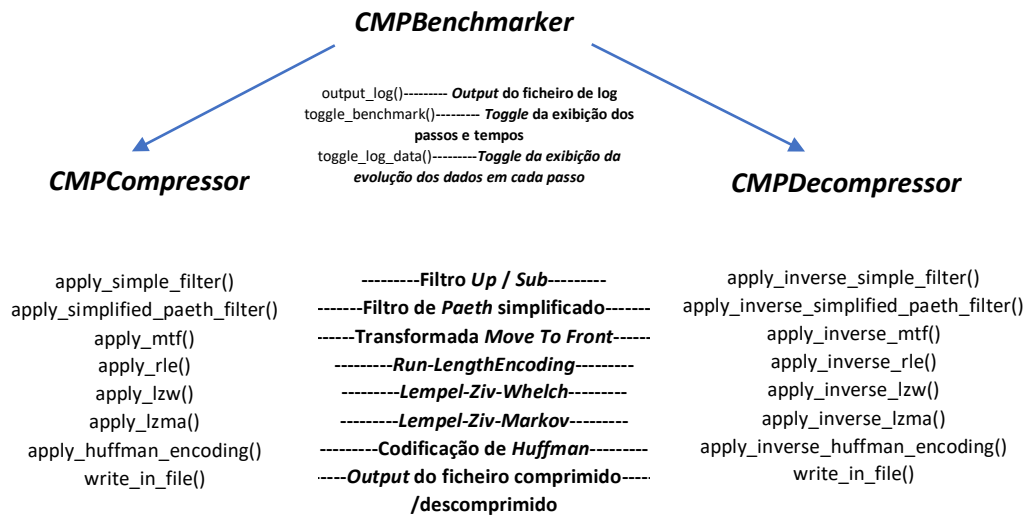 CMPBenchmarker
output_log()--------- Output do ficheiro de log
toggle_benchmark()--------- Toggle da exibição dos
passos e tempos
toggle_log_data()---------Toggle da exibição da
evolução dos dados em cada passo
CMPCompressor
CMPDecompressor
apply_simple_filter()
apply_simplified_paeth_filter()
apply_mtf()
apply_rle()
apply_lzw()
apply_lzma()
apply_huffman_encoding()
write_in_file()
---------Filtro Up / Sub---------
-------Filtro de Paeth simplificado-------
------Transformada Move To Front------
---------Run-LengthEncoding---------
---------Lempel-Ziv-Whelch---------
---------Lempel-Ziv-Markov---------
---------Codificação de Huffman---------
-----Output do ficheiro comprimido----
/descomprimido
apply_inverse_simple_filter()
apply_inverse_simplified_paeth_filter()
apply_inverse_mtf()
apply_inverse_rle()
apply_inverse_lzw()
apply_inverse_lzma()
apply_inverse_huffman_encoding()
write_in_file()